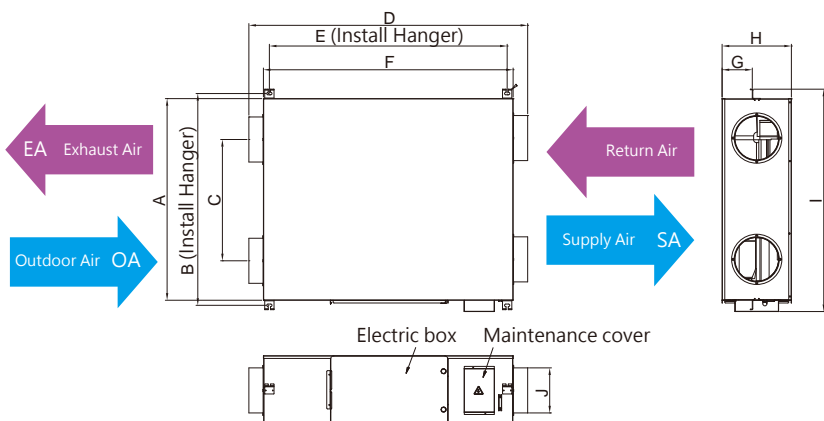 D
E (Install Hanger)
F
H
G
EA Exhaust Air
Return Air
A
B (Install Hanger)
C
I
Outdoor Air OA
Supply Air SA
Electric box
Maintenance cover
J